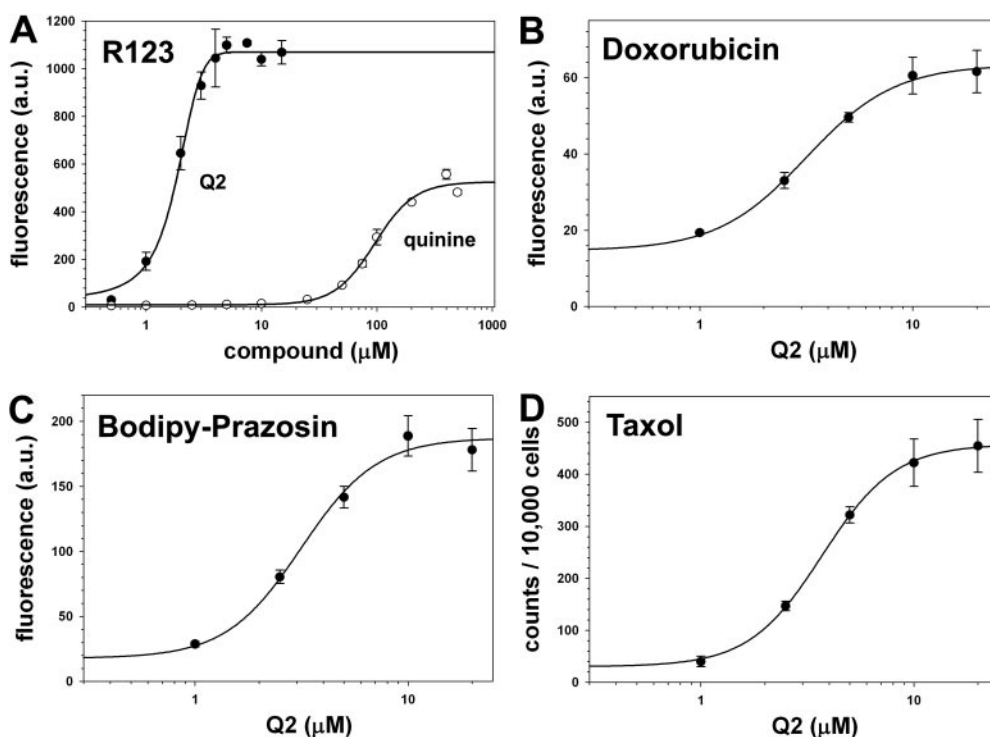 A
R123
fluorescence (a.u.)
1200
1000
800
600
400
200
0
Q2
quinine
1
10
100
1000
compound (μM)
B
Doxorubicin
fluorescence (a.u.)
60
40
20
0
1
10
Q2 (μM)
C
Bodipy-Prazosin
fluorescence (a.u.)
200
150
100
50
0
1
10
Q2 (μM)
D
Taxol
counts / 10,000 cells
500
400
300
200
100
0
1
10
Q2 (μM)